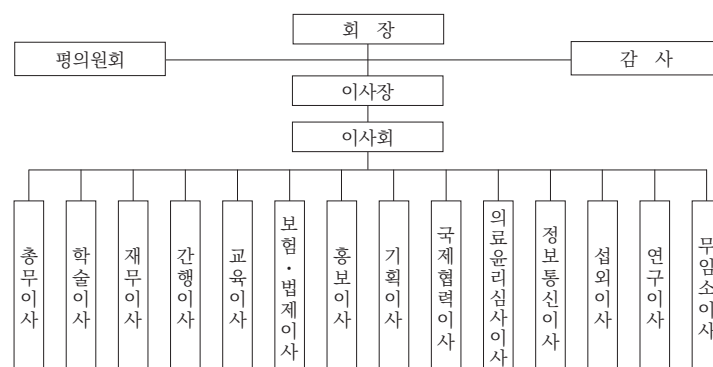 회 장
평의원회
감 사
이사장
이사회
총무이사
학술이사
재무이사
간행이사
교육이사
보험·법제이사
홍보이사
기획이사
국제협력이사
의료윤리심사이사
정보통신이사
섭외이사
연구이사
무임소이사